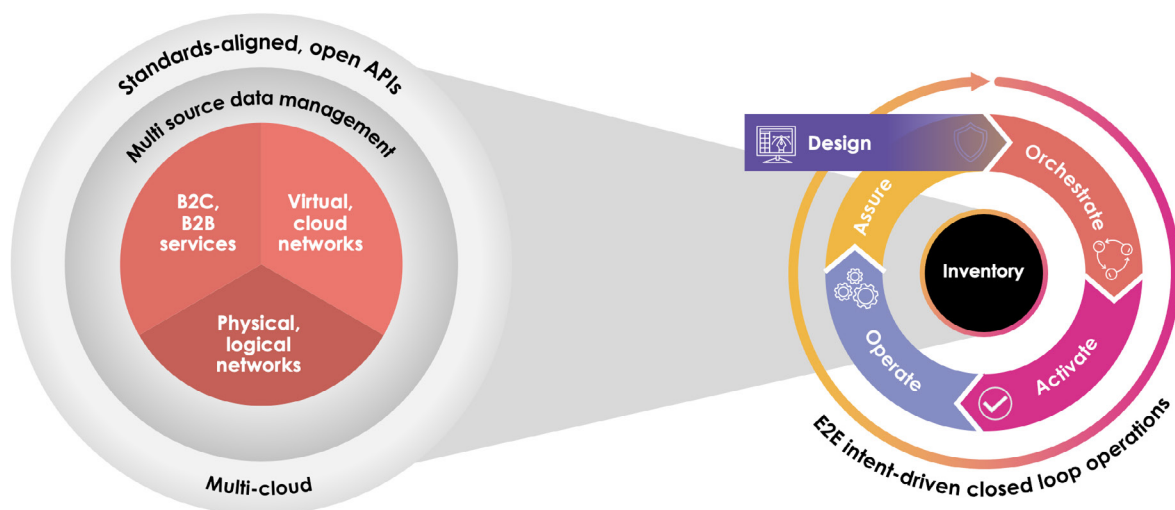 Standards-aligned, open APIs
Multi source data management
B2C,
B2B
services
Virtual,
cloud
networks
Physical,
logical
networks
Multi-cloud
Design
Orchestrate
Assure
Inventory
Operate
Activate
E2E intent-driven closed loop operations